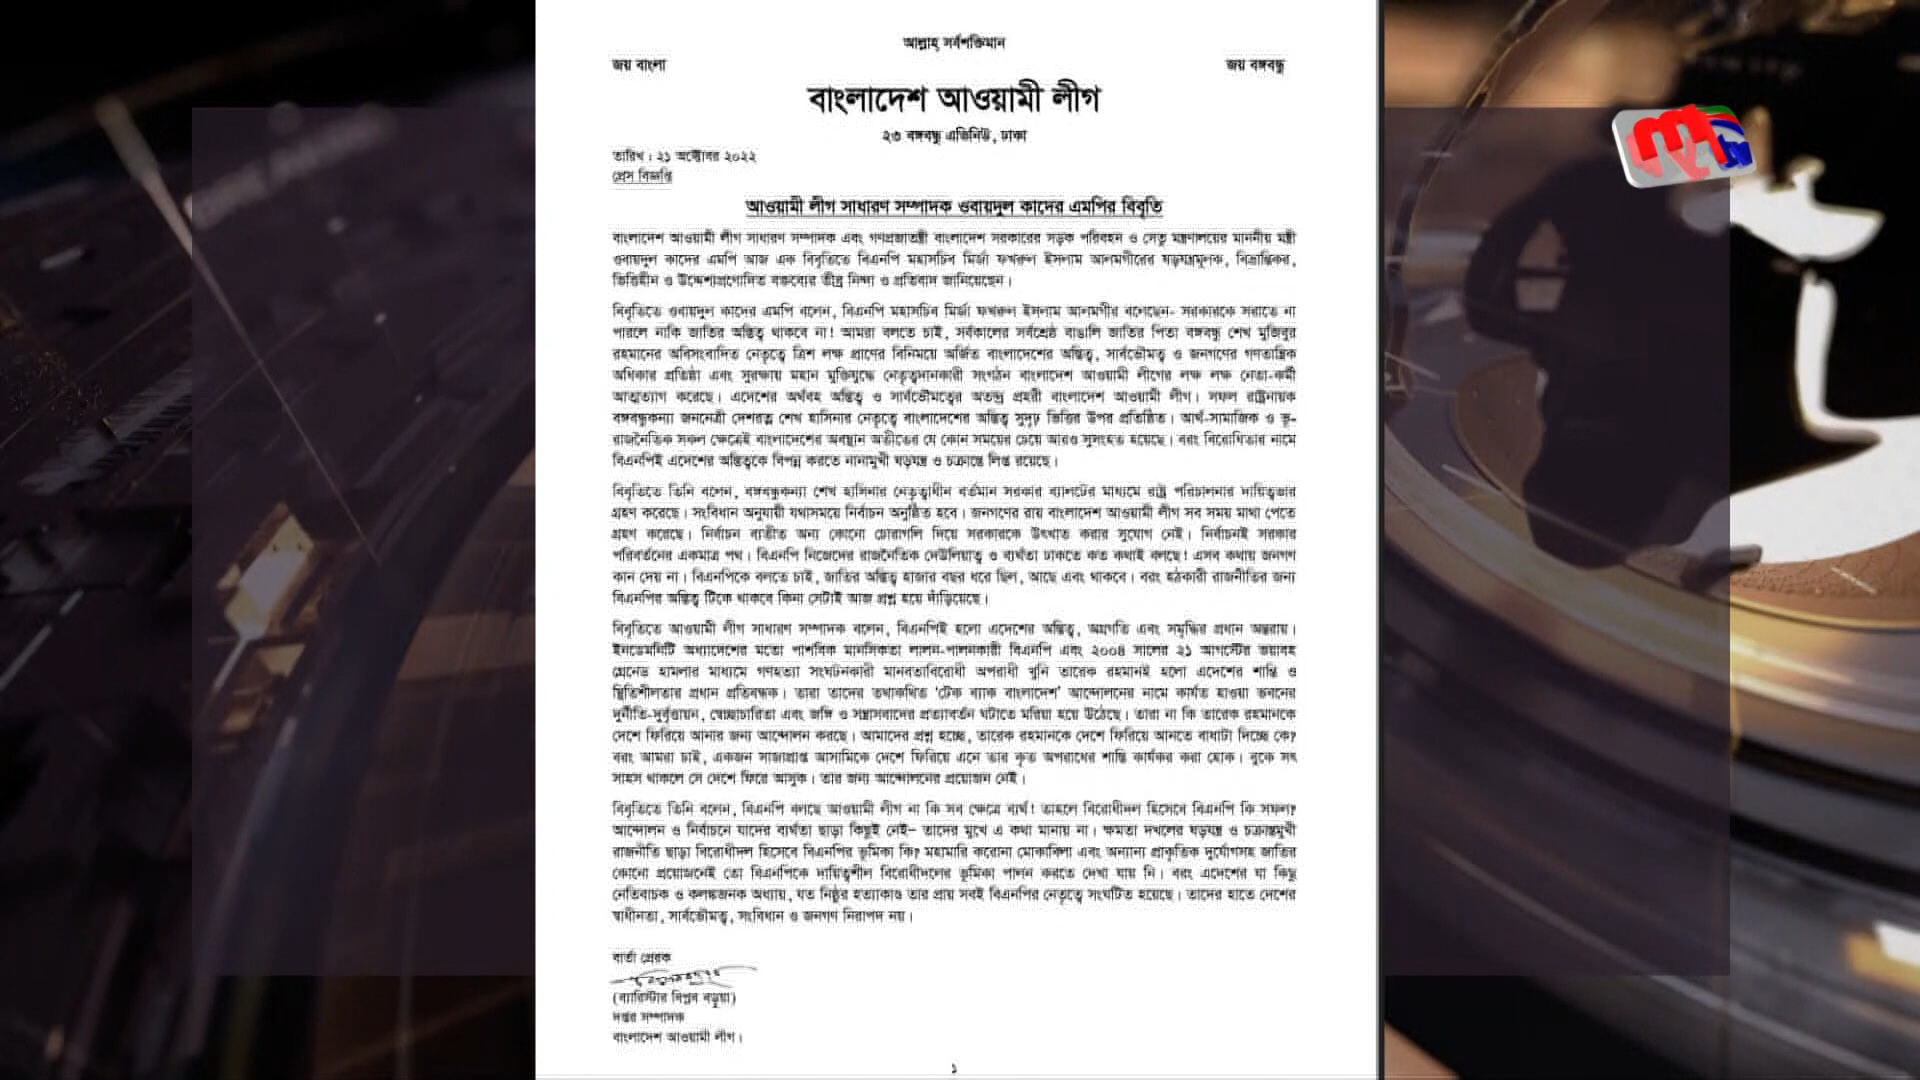 আল্লাহ্ সর্বশক্তিমান
জয় বাংলা
জয় বঙ্গবন্ধু
বাংলাদেশ আওয়ামী লীগ
২৩ বঙ্গবন্ধু এভিনিউ, ঢাকা
তারিখ : ২১ অক্টোবর ২০২২
প্রেস বিজ্ঞপ্তি
আওয়ামী লীগ সাধারণ সম্পাদক ওবায়দুল কাদের এমপির বিবৃতি
বাংলাদেশ আওয়ামী লীগ সাধারণ সম্পাদক এবং গণপ্রজাতন্ত্রী বাংলাদেশ সরকারের সড়ক পরিবহন ও সেতু মন্ত্রণালয়ের মাননীয় মন্ত্রী
ওবায়দুল কাদের এমপি আজ এক বিবৃতিতে বিএনপি মহাসচিব মির্জা ফখরুল ইসলাম আলমগীরের ষড়যন্ত্রমূলক, বিভ্রান্তিকর,
ভিত্তিহীন ও উদ্দেশ্যপ্রণোদিত বক্তব্যের তীব্র নিন্দা ও প্রতিবাদ জানিয়েছেন।
বিবৃতিতে ওবায়দুল কাদের এমপি বলেন, বিএনপি মহাসচিব মির্জা ফখরুল ইসলাম আলমগীর বলেছেন- সরকারকে সরাতে না
পারলে নাকি জাতির অস্তিত্ব থাকবে না! আমরা বলতে চাই, সর্বকালের সর্বশ্রেষ্ঠ বাঙালি জাতির পিতা বঙ্গবন্ধু শেখ মুজিবুর
রহমানের অবিসংবাদিত নেতৃত্বে ত্রিশ লক্ষ প্রাণের বিনিময়ে অর্জিত বাংলাদেশের অস্তিত্ব, সার্বভৌমত্ব ও জনগণের গণতান্ত্রিক
অধিকার প্রতিষ্ঠা এবং সুরক্ষায় মহান মুক্তিযুদ্ধে নেতৃত্বদানকারী সংগঠন বাংলাদেশ আওয়ামী লীগের লক্ষ লক্ষ নেতা-কর্মী
আত্মত্যাগ করেছে। এদেশের অর্থবহ অস্তিত্ব ও সার্বভৌমত্বের অতন্দ্র প্রহরী বাংলাদেশ আওয়ামী লীগ। সফল রাষ্ট্রনায়ক
বঙ্গবন্ধুকন্যা জননেত্রী দেশরত্ন শেখ হাসিনার নেতৃত্বে বাংলাদেশের অস্তিত্ব সুদৃঢ় ভিত্তির উপর প্রতিষ্ঠিত। আর্থ-সামাজিক ও ভূ-
রাজনৈতিক সকল ক্ষেত্রেই বাংলাদেশের অবস্থান অতীতের যে কোন সময়ের চেয়ে আরও সুসংহত হয়েছে। বরং বিরোধিতার নামে
বিএনপিই এদেশের অস্তিত্বকে বিপন্ন করতে নানামুখী ষড়যন্ত্র ও চক্রান্তে লিপ্ত রয়েছে।
বিবৃতিতে তিনি বলেন, বঙ্গবন্ধুকন্যা শেখ হাসিনার নেতৃত্বাধীন বর্তমান সরকার ব্যালটের মাধ্যমে রাষ্ট্র পরিচালনার দায়িত্বভার
গ্রহণ করেছে। সংবিধান অনুযায়ী যথাসময়ে নির্বাচন অনুষ্ঠিত হবে। জনগণের রায় বাংলাদেশ আওয়ামী লীগ সব সময় মাথা পেতে
গ্রহণ করেছে। নির্বাচন ব্যতীত অন্য কোনো চোরাগলি দিয়ে সরকারকে উৎখাত করার সুযোগ নেই। নির্বাচনই সরকার
পরিবর্তনের একমাত্র পথ। বিএনপি নিজেদের রাজনৈতিক দেউলিয়াত্ব ও ব্যর্থতা ঢাকতে কত কথাই বলছে! এসব কথায় জনগণ
কান দেয় না। বিএনপিকে বলতে চাই, জাতির অস্তিত্ব হাজার বছর ধরে ছিল, আছে এবং থাকবে। বরং হঠকারী রাজনীতির জন্য
বিএনপির অস্তিত্ব টিকে থাকবে কিনা সেটাই আজ প্রশ্ন হয়ে দাঁড়িয়েছে।
বিবৃতিতে আওয়ামী লীগ সাধারণ সম্পাদক বলেন, বিএনপিই হলো এদেশের অস্তিত্ব, অগ্রগতি এবং সমৃদ্ধির প্রধান অন্তরায়।
ইনডেমনিটি অধ্যাদেশের মতো পাশবিক মানসিকতা লালন-পালনকারী বিএনপি এবং ২০০৪ সালের ২১ আগস্টের ভয়াবহ
গ্রেনেড হামলার মাধ্যমে গণহত্যা সংঘটনকারী মানবতাবিরোধী অপরাধী খুনি তারেক রহমানই হলো এদেশের শান্তি ও
স্থিতিশীলতার প্রধান প্রতিবন্ধক। তারা তাদের তথাকথিত ‘টেক ব্যাক বাংলাদেশ’ আন্দোলনের নামে কার্যত হাওয়া ভবনের
দুর্নীতি-দুর্বৃত্তায়ন, স্বেচ্ছাচারিতা এবং জঙ্গি ও সন্ত্রাসবাদের প্রত্যাবর্তন ঘটাতে মরিয়া হয়ে উঠেছে। তারা না কি তারেক রহমানকে
দেশে ফিরিয়ে আনার জন্য আন্দোলন করছে। আমাদের প্রশ্ন হচ্ছে, তারেক রহমানকে দেশে ফিরিয়ে আনতে বাধাটা দিচ্ছে কে?
বরং আমরা চাই, একজন সাজাপ্রাপ্ত আসামিকে দেশে ফিরিয়ে এনে তার কৃত অপরাধের শাস্তি কার্যকর করা হোক। বুকে সৎ
সাহস থাকলে সে দেশে ফিরে আসুক। তার জন্য আন্দোলনের প্রয়োজন নেই।
বিবৃতিতে তিনি বলেন, বিএনপি বলছে আওয়ামী লীগ না কি সব ক্ষেত্রে ব্যর্থ! তাহলে বিরোধীদল হিসেবে বিএনপি কি সফল?
আন্দোলন ও নির্বাচনে যাদের ব্যর্থতা ছাড়া কিছুই নেই– তাদের মুখে এ কথা মানায় না। ক্ষমতা দখলের ষড়যন্ত্র ও চক্রান্তমুখী
রাজনীতি ছাড়া বিরোধীদল হিসেবে বিএনপির ভূমিকা কি? মহামারি করোনা মোকাবিলা এবং অন্যান্য প্রাকৃতিক দুর্যোগসহ জাতির
কোনো প্রয়োজনেই তো বিএনপিকে দায়িত্বশীল বিরোধীদলের ভূমিকা পালন করতে দেখা যায় নি। বরং এদেশের যা কিছু
নেতিবাচক ও কলঙ্কজনক অধ্যায়, যত নিষ্ঠুর হত্যাকাণ্ড তার প্রায় সবই বিএনপির নেতৃত্বে সংঘটিত হয়েছে। তাদের হাতে দেশের
স্বাধীনতা, সার্বভৌমত্ব, সংবিধান ও জনগণ নিরাপদ নয়।
বার্তা প্রেরক
(ব্যারিস্টার বিপ্লব বড়ুয়া)
দপ্তর সম্পাদক
বাংলাদেশ আওয়ামী লীগ।
১